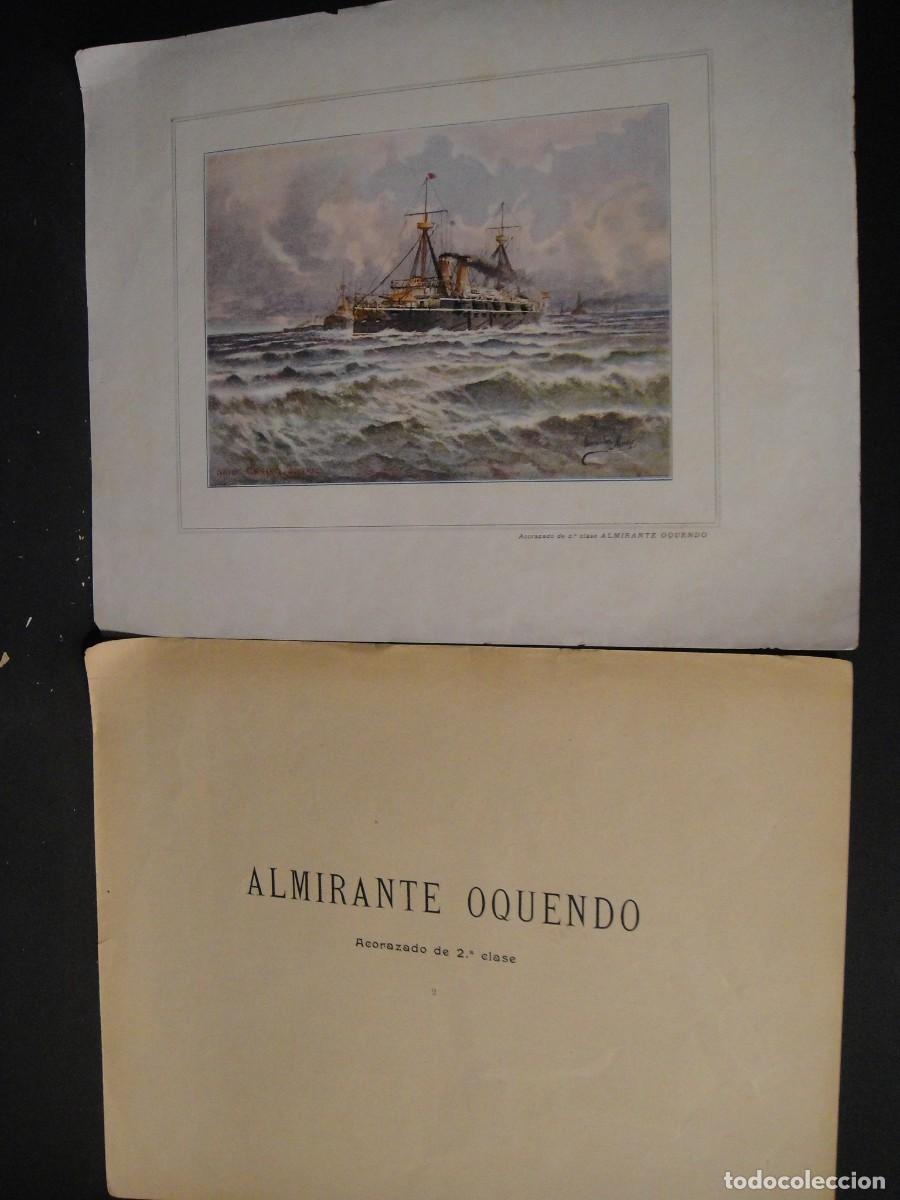 Acorazado de 2.ª clase ALMIRANTE OQUENDO
ALMIRANTE OQUENDO
Acorazado de 2.ª clase
2
todocoleccion